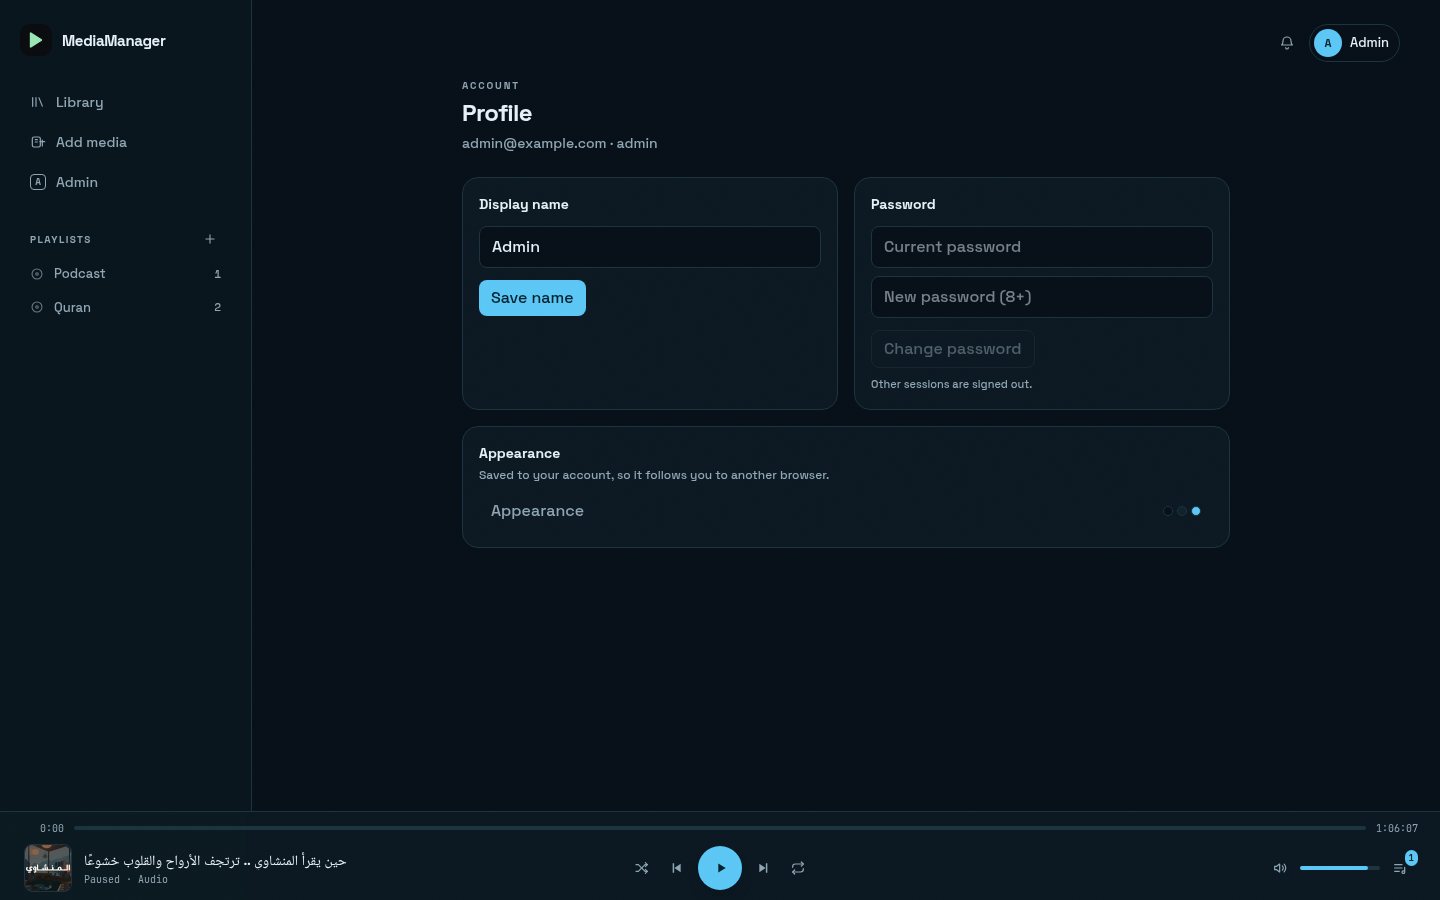 MediaManager
Library
Add media
A Admin
PLAYLISTS
Podcast 1
Quran 2
A Admin
ACCOUNT
Profile
admin@example.com · admin
Display name
Admin
Save name
Password
Current password
New password (8+)
Change password
Other sessions are signed out.
Appearance
Saved to your account, so it follows you to another browser.
Appearance
0:00
1:06:07
المنشاوي
حين يقرأ المنشاوي .. ترتجف الأرواح والقلوب خشوعًا
Paused · Audio
1